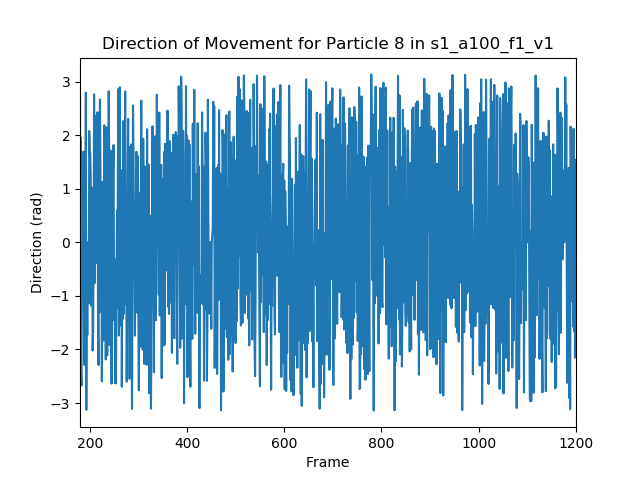 Direction of Movement for Particle 8 in s1_a100_f1_v1
3
2
1
0
−1
−2
−3
Direction (rad)
200 400 600 800 1000 1200
Frame